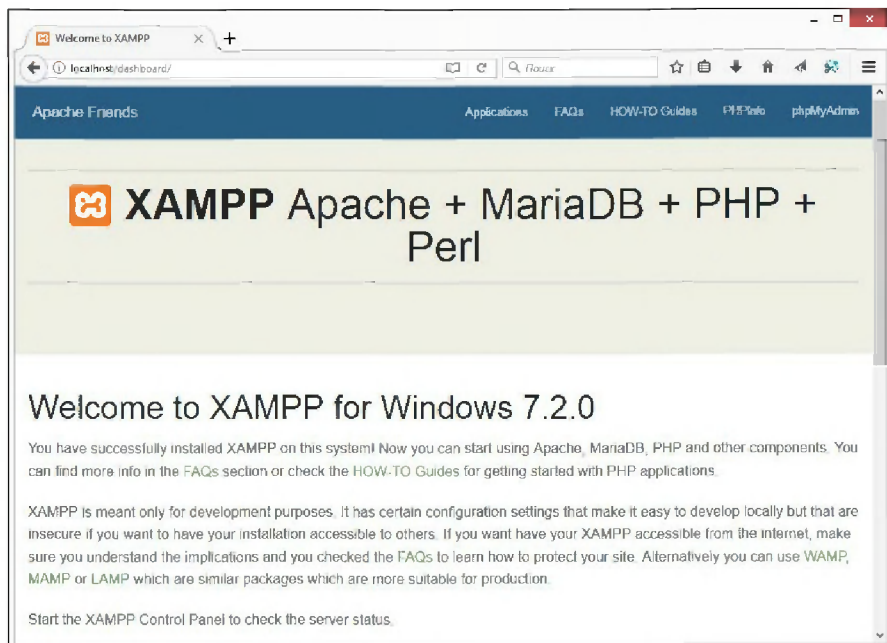 Welcome to XAMPP
localhost/dashboard/
Поиск
Apache Friends
Applications FAQs HOW-TO Guides PHPInfo phpMyAdmin
XAMPP Apache + MariaDB + PHP +
Perl
Welcome to XAMPP for Windows 7.2.0
You have successfully installed XAMPP on this system! Now you can start using Apache, MariaDB, PHP and other components. You
can find more info in the FAQs section or check the HOW-TO Guides for getting started with PHP applications.
XAMPP is meant only for development purposes. It has certain configuration settings that make it easy to develop locally but that are
insecure if you want to have your installation accessible to others. If you want have your XAMPP accessible from the internet, make
sure you understand the implications and you checked the FAQs to learn how to protect your site. Alternatively you can use WAMP,
MAMP or LAMP which are similar packages which are more suitable for production.
Start the XAMPP Control Panel to check the server status.